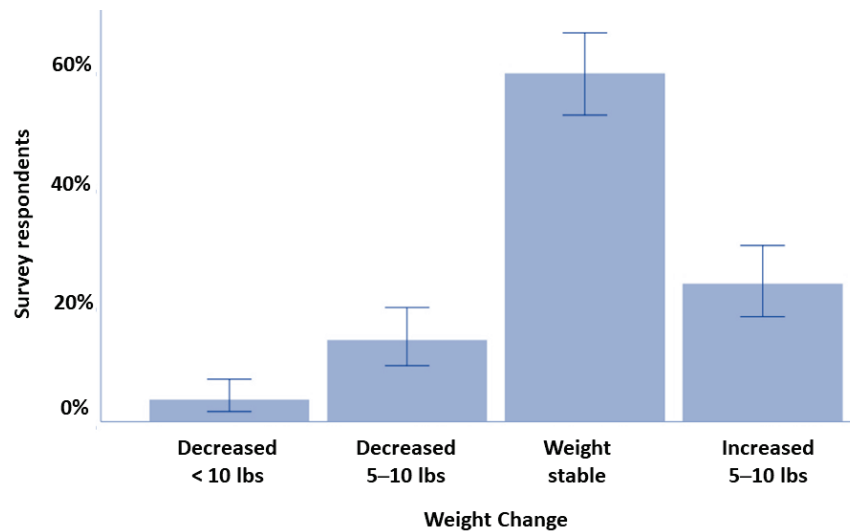 60%
40%
20%
0%
Survey respondents
Decreased
< 10 lbs
Decreased
5–10 lbs
Weight
stable
Increased
5–10 lbs
Weight Change